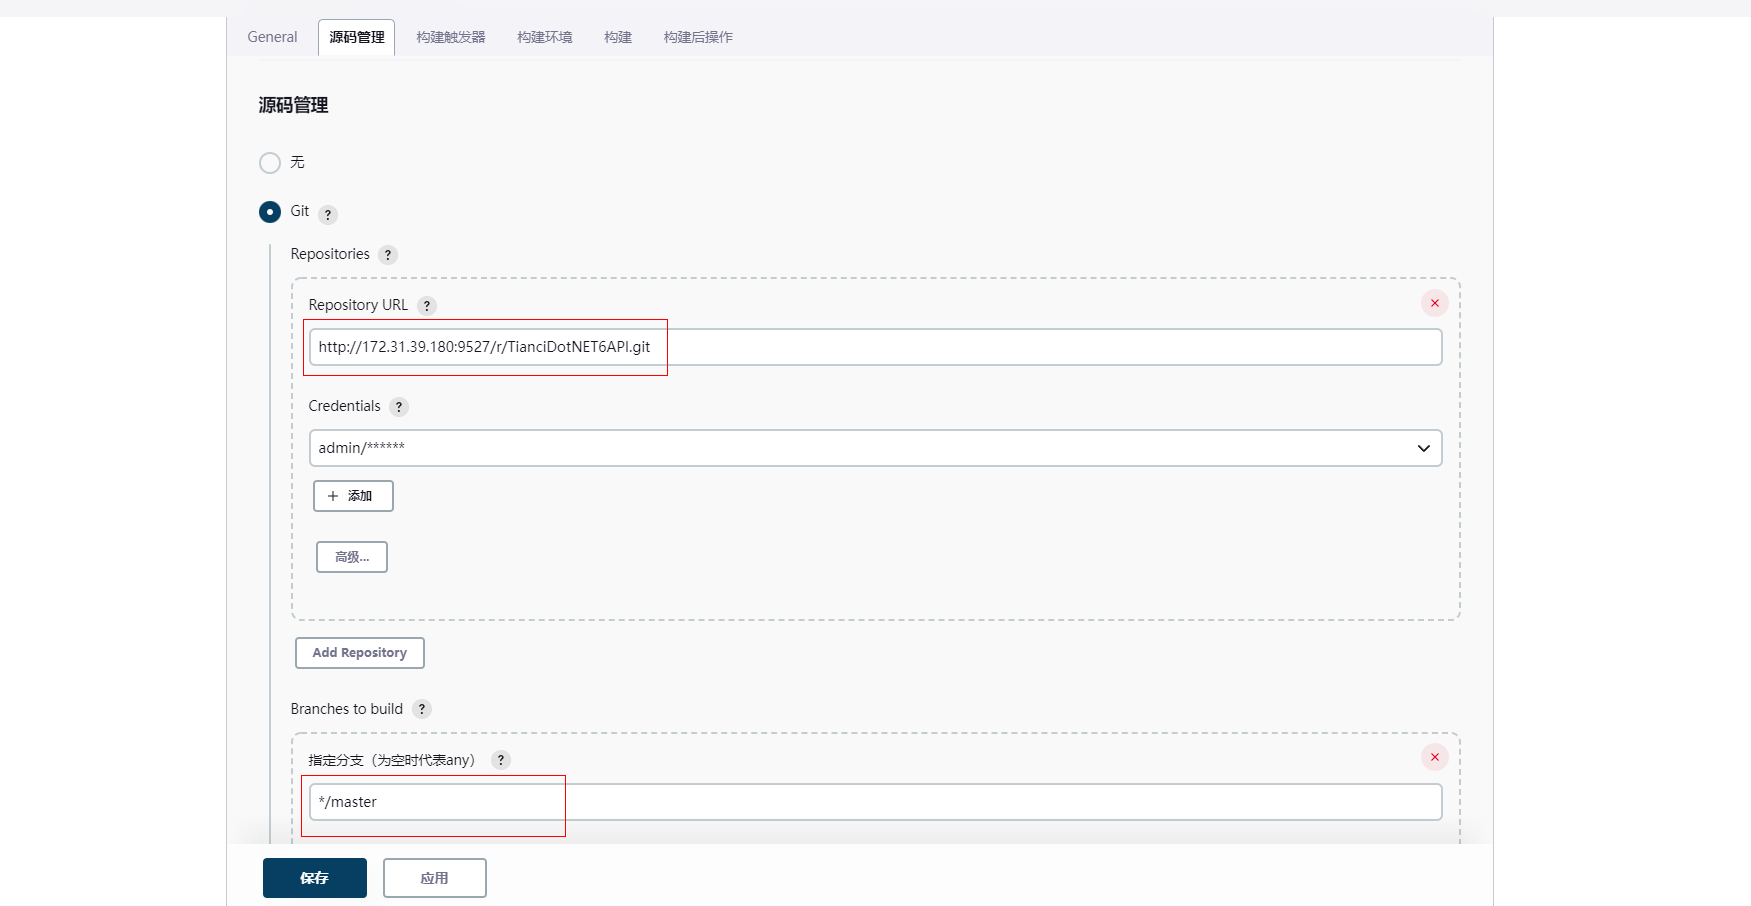 General 源码管理 构建触发器 构建环境 构建 构建后操作
源码管理
无
Git ?
Repositories ?
Repository URL ?
http://172.31.39.180:9527/r/TianciDotNET6API.git
Credentials ?
admin/******
+ 添加
高级...
Add Repository
Branches to build ?
指定分支（为空时代表any） ?
*/master
保存 应用